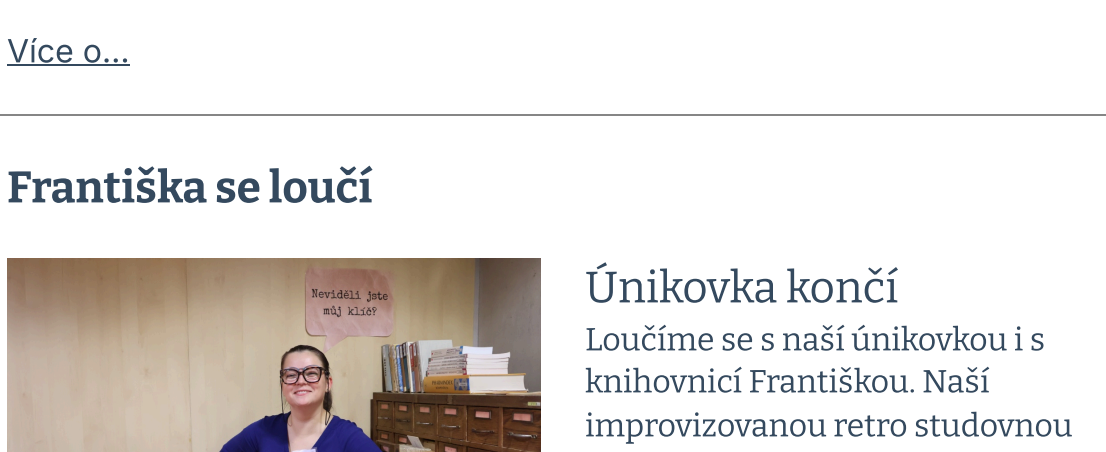 Více o...
Františka se loučí
Neviděli jste
můj klíč?
Únikovka končí
Loučíme se s naší únikovkou i s
knihovnicí Františkou. Naší
improvizovanou retro studovnou